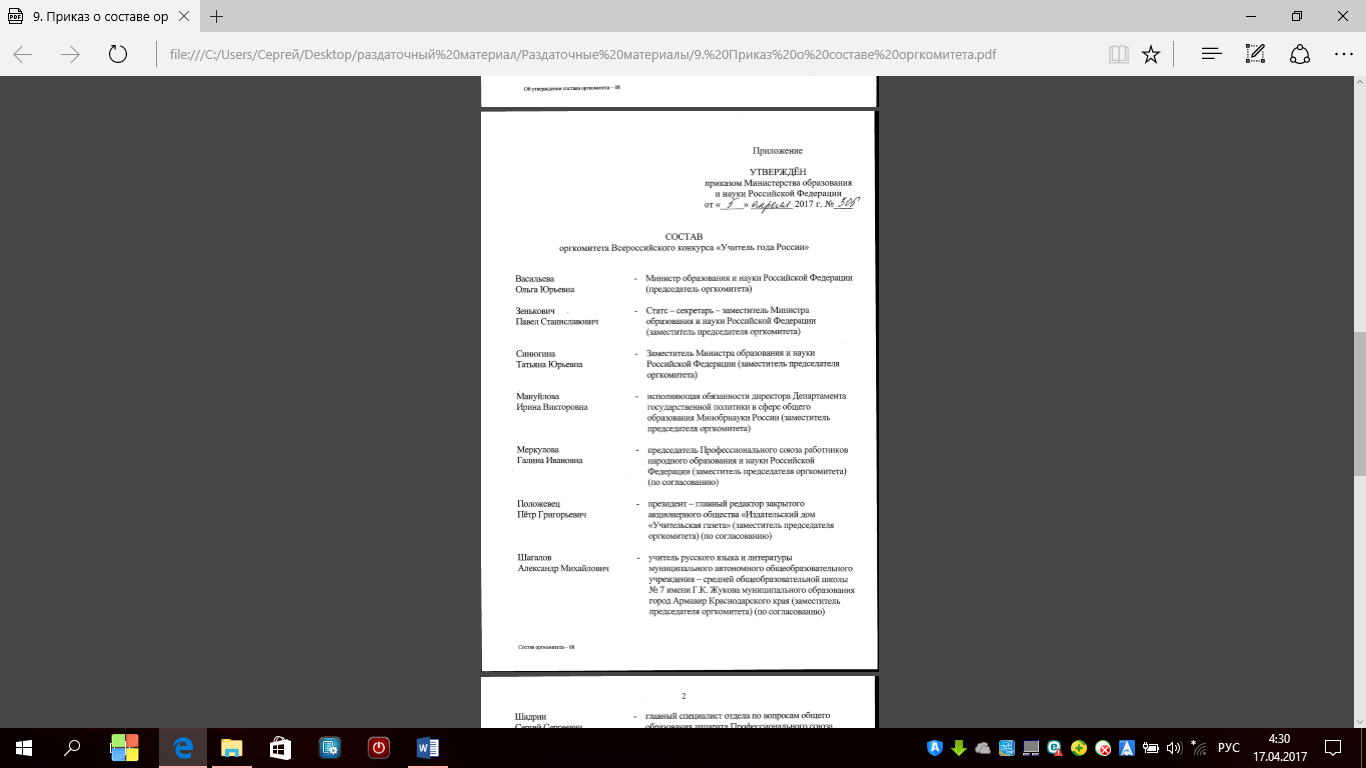 9. Приказ о составе ор
file:///C:/Users/Сергей/Desktop/раздаточный%20материал/Раздаточные%20материалы/9.%20Приказ%20о%20составе%20оргкомитета.pdf
Об утверждении состава оргкомитета – 08
Приложение
УТВЕРЖДЁН
приказом Министерства образования
и науки Российской Федерации
от « 5 » апреля 2017 г. №
СОСТАВ
оргкомитета Всероссийского конкурса «Учитель года России»
Васильева - Министр образования и науки Российской Федерации
Ольга Юрьевна (председатель оргкомитета)
Зенькович - Статс – секретарь – заместитель Министра
Павел Станиславович образования и науки Российской Федерации
(заместитель председателя оргкомитета)
Синюгина - Заместитель Министра образования и науки
Татьяна Юрьевна Российской Федерации (заместитель председателя
оргкомитета)
Мануйлова - исполняющая обязанности директора Департамента
Ирина Викторовна государственной политики в сфере общего
образования Минобрнауки России (заместитель
председателя оргкомитета)
Меркулова - председатель Профессионального союза работников
Галина Ивановна народного образования и науки Российской
Федерации (заместитель председателя оргкомитета)
(по согласованию)
Положевец - президент – главный редактор закрытого
Пётр Григорьевич акционерного общества «Издательский дом
«Учительская газета» (заместитель председателя
оргкомитета) (по согласованию)
Шагалов - учитель русского языка и литературы
Александр Михайлович муниципального автономного общеобразовательного
учреждения – средней общеобразовательной школы
№ 7 имени Г.К. Жукова муниципального образования
город Армавир Краснодарского края (заместитель
председателя оргкомитета) (по согласованию)
Состав оргкомитета – 08
2
Шадрин - главный специалист отдела по вопросам общего
Сергей Сергеевич образования аппарата Профессионального союза
РУС
4:30
17.04.2017